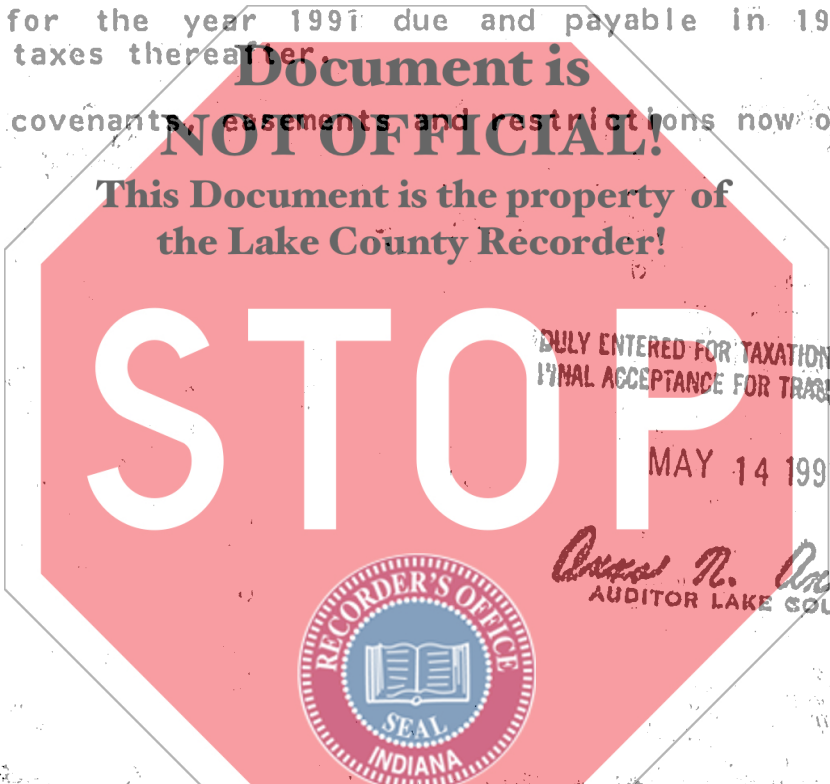 for the year 1991 due and payable in 19
taxes thereafter.
Document is
covenants, easements and restrictions now o
NOT OFFICIAL!
This Document is the property of
the Lake County Recorder!
STOP
DULY ENTERED FOR TAXATION
FINAL ACCEPTANCE FOR TRANS
MAY 14 199
N.
AUDITOR LAKE COU
RECORDER'S OFFICE
SEAL
INDIANA